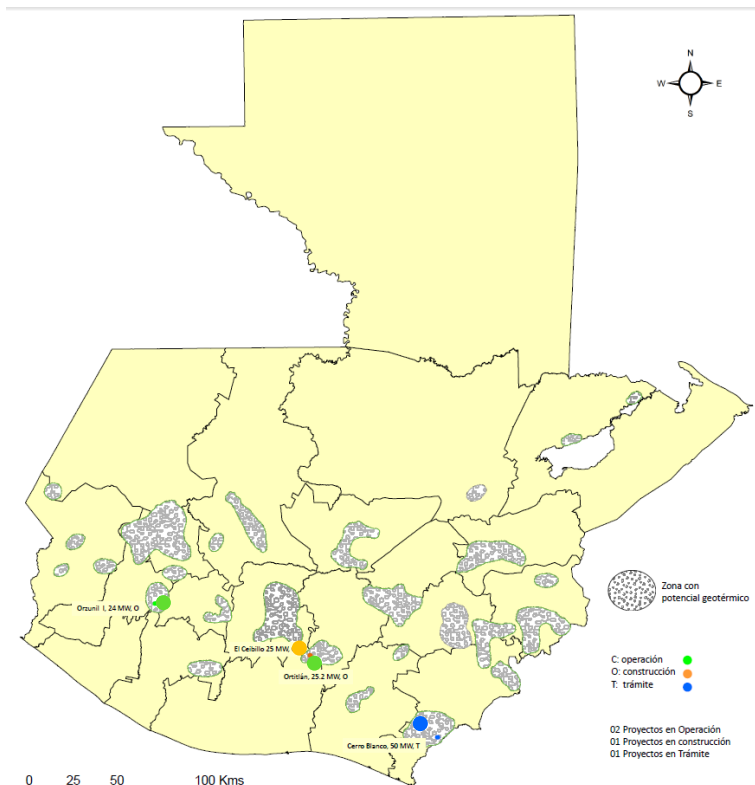 N
W E
S
Orzunil I, 24 MW, O
El Ceibillo 25 MW,
Ortitlán, 25.2 MW, O
Cerro Blanco, 50 MW, T
Zona con
potencial geotérmico
C: operación
O: construcción
T: trámite
02 Proyectos en Operación
01 Proyectos en construcción
01 Proyectos en Trámite
0 25 50 100 Kms